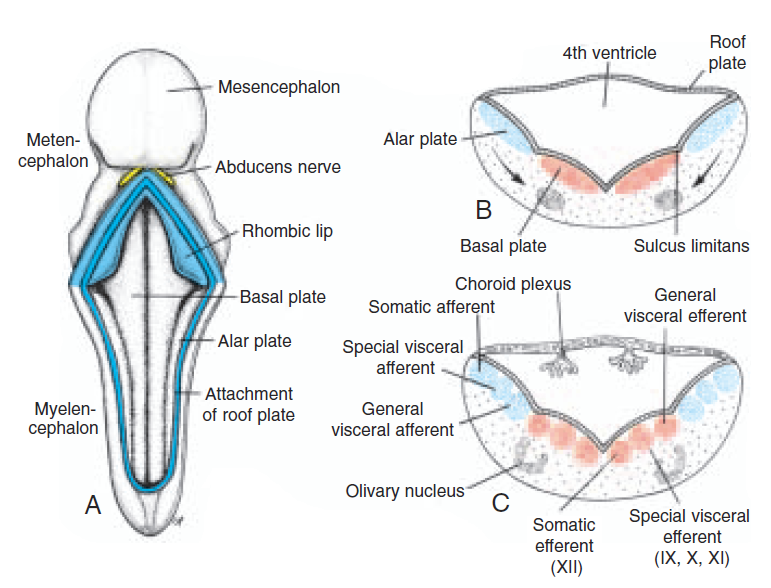 Mesencephalon
Meten-
cephalon
Abducens nerve
Rhombic lip
Basal plate
Alar plate
Attachment
of roof plate
Myelen-
cephalon
A
4th ventricle
Roof
plate
Alar plate
B
Basal plate
Sulcus limitans
Choroid plexus
Somatic afferent
General
visceral efferent
Special visceral
afferent
General
visceral afferent
Olivary nucleus
C
Somatic
efferent
(XII)
Special visceral
efferent
(IX, X, XI)